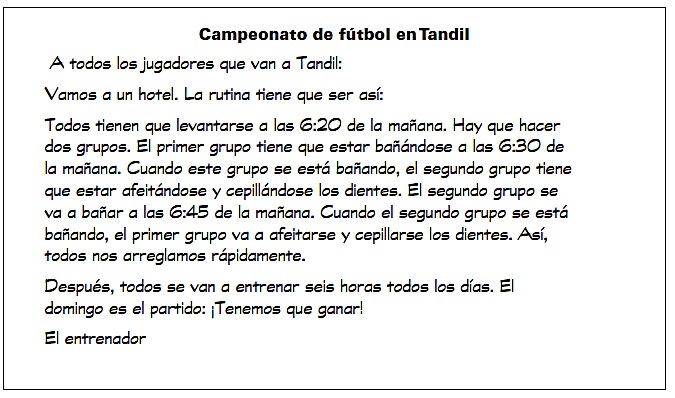 Campeonato de fútbol en Tandil
A todos los jugadores que van a Tandil:
Vamos a un hotel. La rutina tiene que ser así:
Todos tienen que levantarse a las 6:20 de la mañana. Hay que hacer
dos grupos. El primer grupo tiene que estar bañándose a las 6:30 de
la mañana. Cuando este grupo se está bañando, el segundo grupo tiene
que estar afeitándose y cepillándose los dientes. El segundo grupo se
va a bañar a las 6:45 de la mañana. Cuando el segundo grupo se está
bañando, el primer grupo va a afeitarse y cepillarse los dientes. Así,
todos nos arreglamos rápidamente.
Después, todos se van a entrenar seis horas todos los días. El
domingo es el partido: ¡Tenemos que ganar!
El entrenador